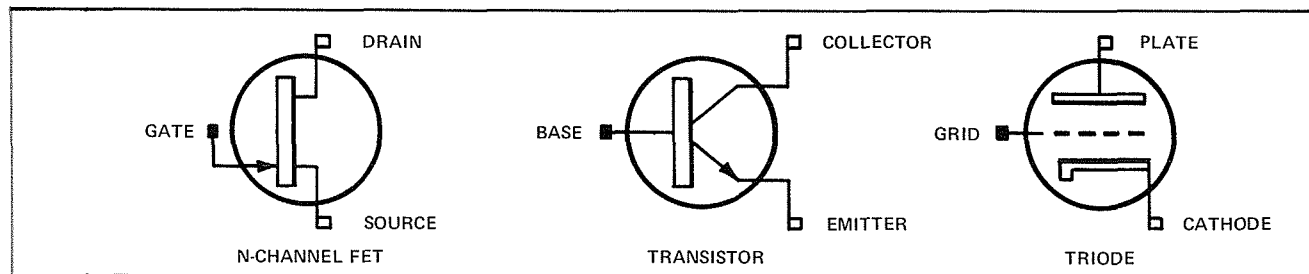 DRAIN
GATE
SOURCE
N-CHANNEL FET
COLLECTOR
BASE
EMITTER
TRANSISTOR
PLATE
GRID
CATHODE
TRIODE